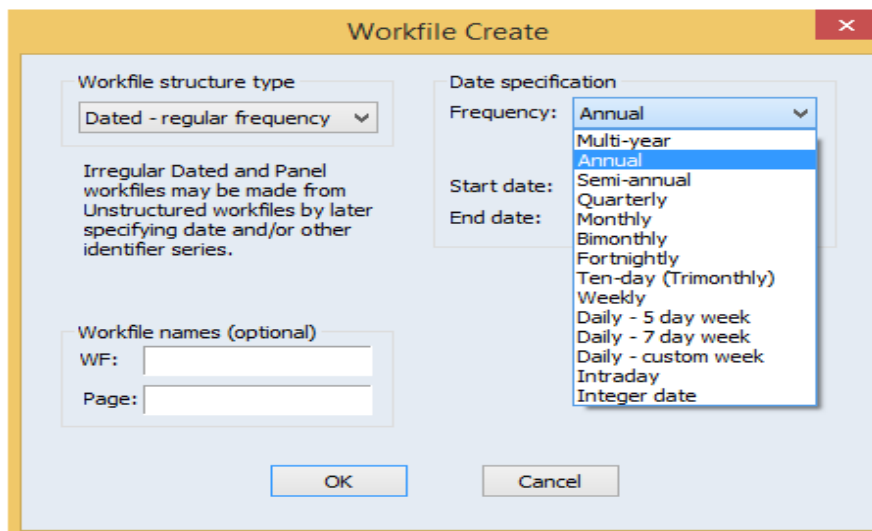 Workfile Create
Workfile structure type
Dated - regular frequency
Irregular Dated and Panel
workfiles may be made from
Unstructured workfiles by later
specifying date and/or other
identifier series.
Date specification
Frequency: Annual
Multi-year
Annual
Semi-annual
Quarterly
Monthly
Bimonthly
Fortnightly
Ten-day (Trimonthly)
Weekly
Daily - 5 day week
Daily - 7 day week
Daily - custom week
Intraday
Integer date
Start date:
End date:
Workfile names (optional)
WF:
Page:
OK
Cancel